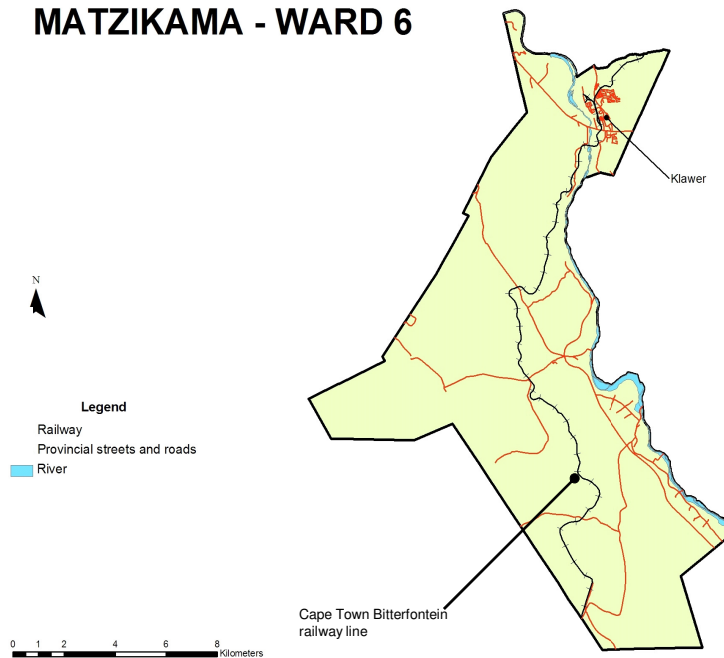 MATZIKAMA - WARD 6
Klawer
N
Legend
Railway
Provincial streets and roads
River
Cape Town Bitterfontein
railway line
0 1 2 4 6 8
Kilometers